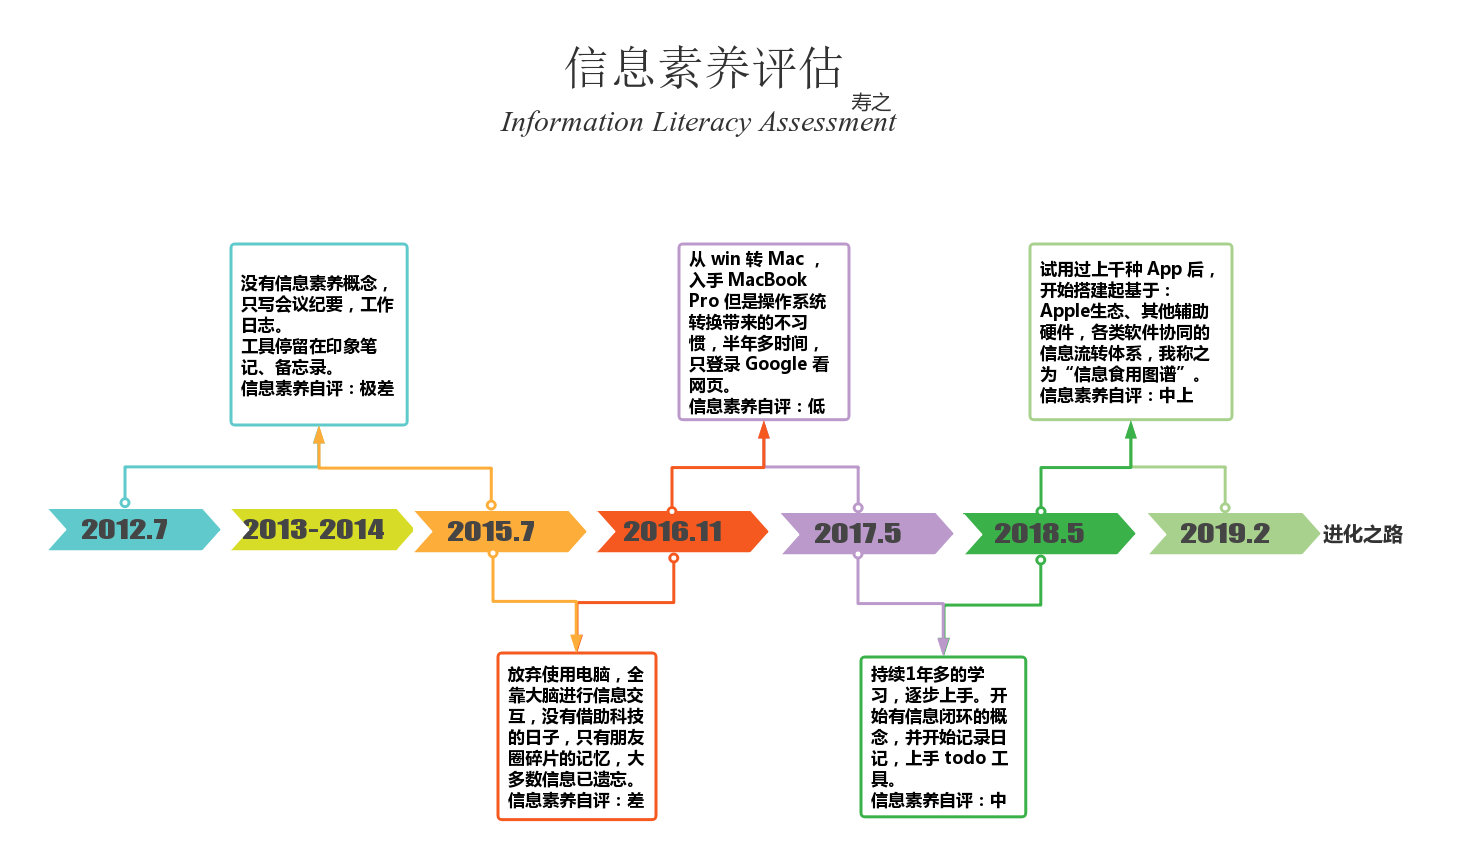 信息素养评估
寿之
Information Literacy Assessment
没有信息素养概念，
只写会议纪要，工作
日志。
工具停留在印象笔
记、备忘录。
信息素养自评：极差
从 win 转 Mac ，
入手 MacBook
Pro 但是操作系统
转换带来的不习
惯，半年多时间，
只登录 Google 看
网页。
信息素养自评：低
试用过上千种 App 后，
开始搭建起基于：
Apple生态、其他辅助
硬件，各类软件协同的
信息流转体系，我称之
为“信息食用图谱”。
信息素养自评：中上
2012.7
2013-2014
2015.7
2016.11
2017.5
2018.5
2019.2
进化之路
放弃使用电脑，全
靠大脑进行信息交
互，没有借助科技
的日子，只有朋友
圈碎片的记忆，大
多数信息已遗忘。
信息素养自评：差
持续1年多的学
习，逐步上手。开
始有信息闭环的概
念，并开始记录日
记，上手 todo 工
具。
信息素养自评：中